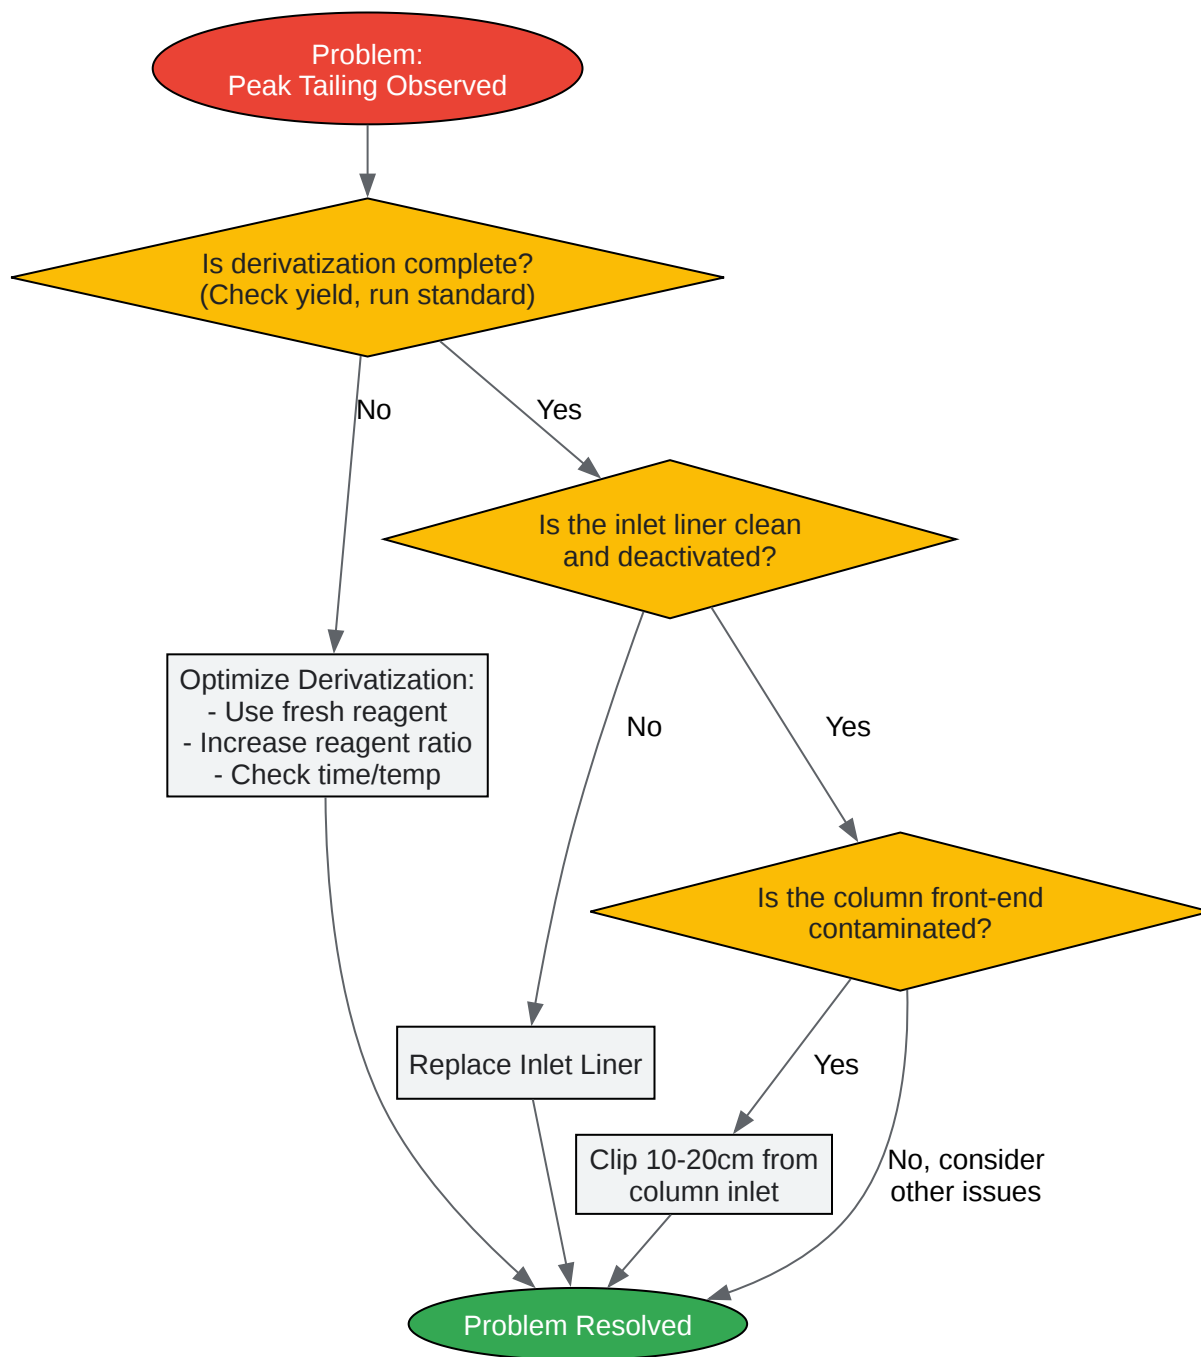 Problem:
Peak Tailing Observed
Is derivatization complete?
(Check yield, run standard)
No
Yes
Is the inlet liner clean
and deactivated?
Optimize Derivatization:
- Use fresh reagent
- Increase reagent ratio
- Check time/temp
No
Yes
Is the column front-end
contaminated?
Replace Inlet Liner
Yes
Clip 10-20cm from
column inlet
No, consider
other issues
Problem Resolved